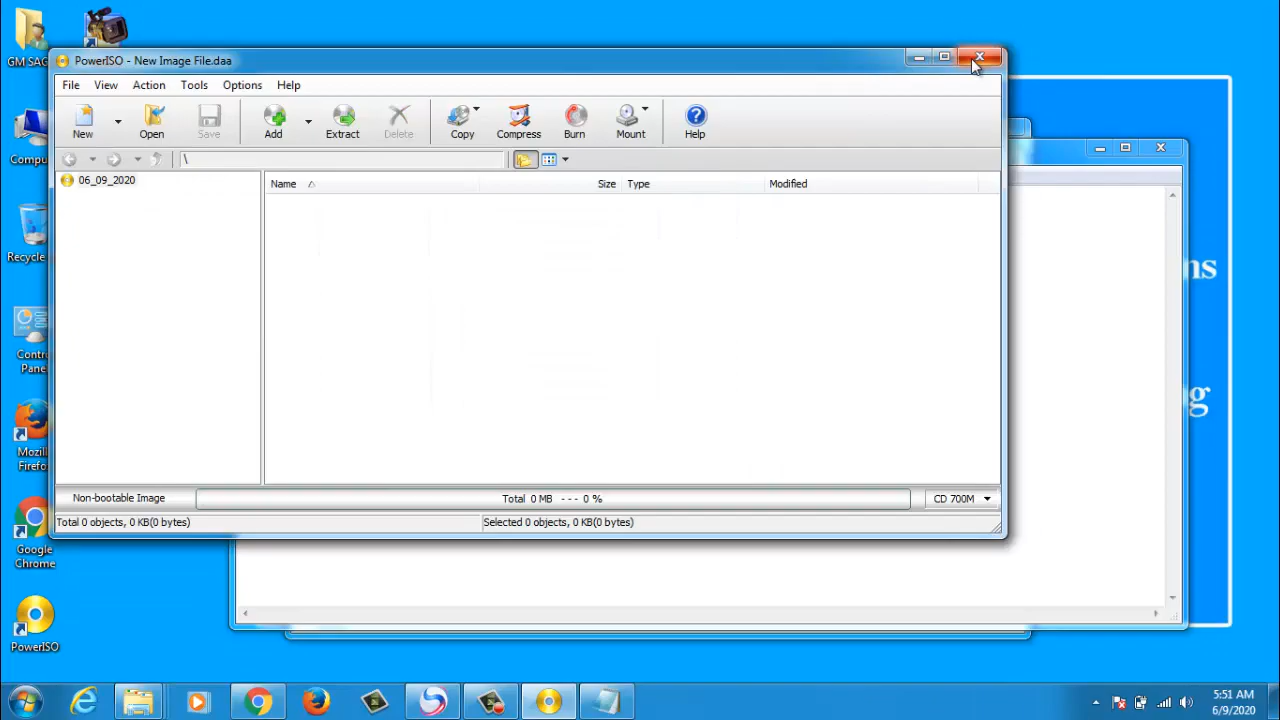 GM SAG
PowerISO - New Image File.daa
File View Action Tools Options Help
New Open Save Add Extract Delete Copy Compress Burn Mount Help
\
06_09_2020
Name Size Type Modified
Compu
Recycle
Contro
Pane
Mozil
Firefo
Google
Chrome
PowerISO
ns
g
Non-bootable Image Total 0 MB --- 0 % CD 700M
Total 0 objects, 0 KB(0 bytes) Selected 0 objects, 0 KB(0 bytes)
5:51 AM
6/9/2020